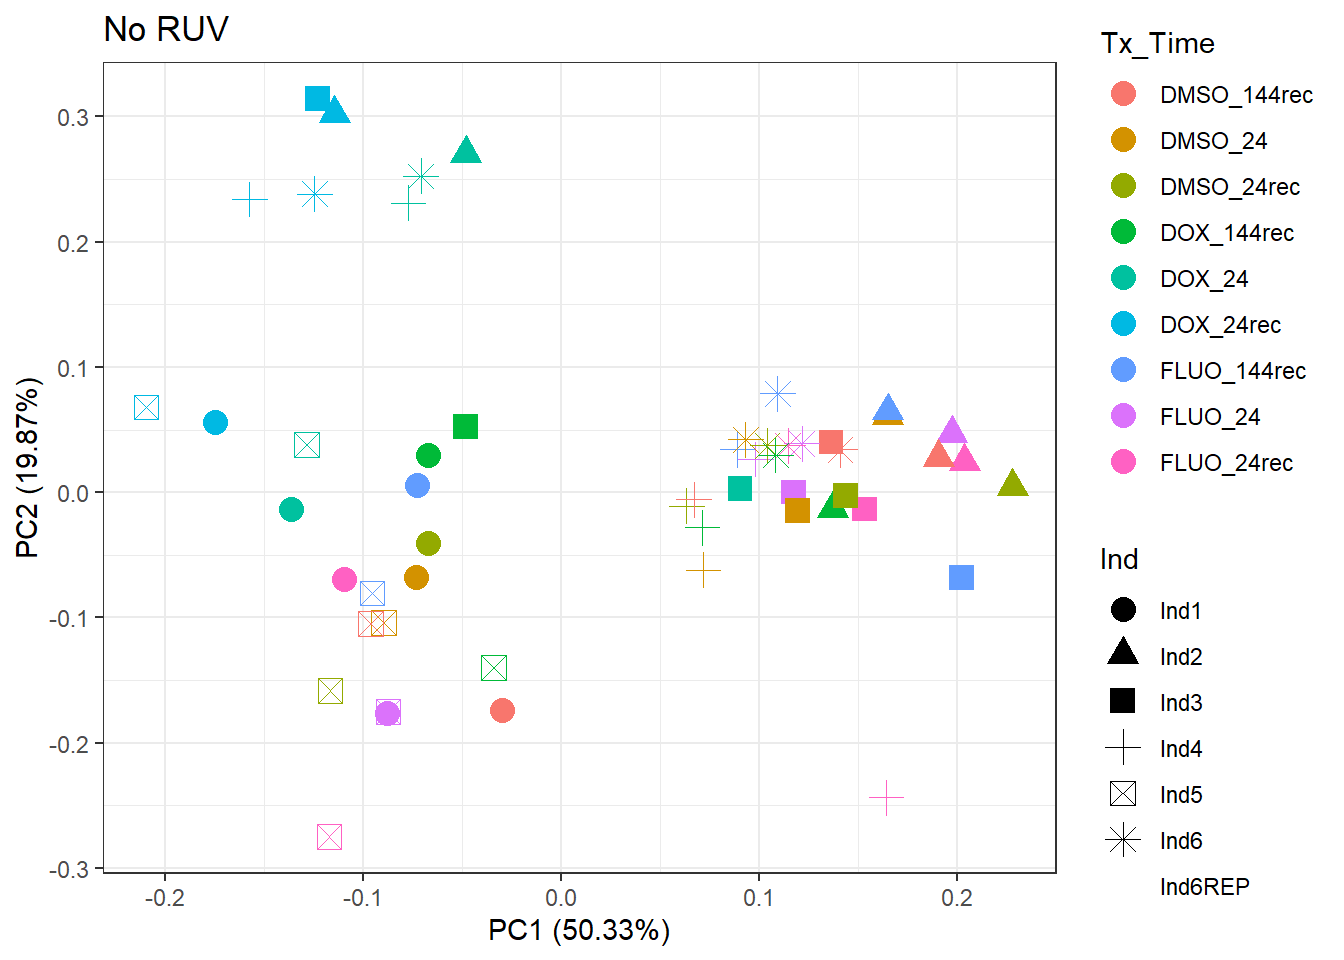 No RUV
PC2 (19.87%)
0.3
0.2
0.1
0.0
-0.1
-0.2
-0.3
-0.2
-0.1
0.0
0.1
0.2
PC1 (50.33%)
Tx_Time
DMSO_144rec
DMSO_24
DMSO_24rec
DOX_144rec
DOX_24
DOX_24rec
FLUO_144rec
FLUO_24
FLUO_24rec
Ind
Ind1
Ind2
Ind3
Ind4
Ind5
Ind6
Ind6REP